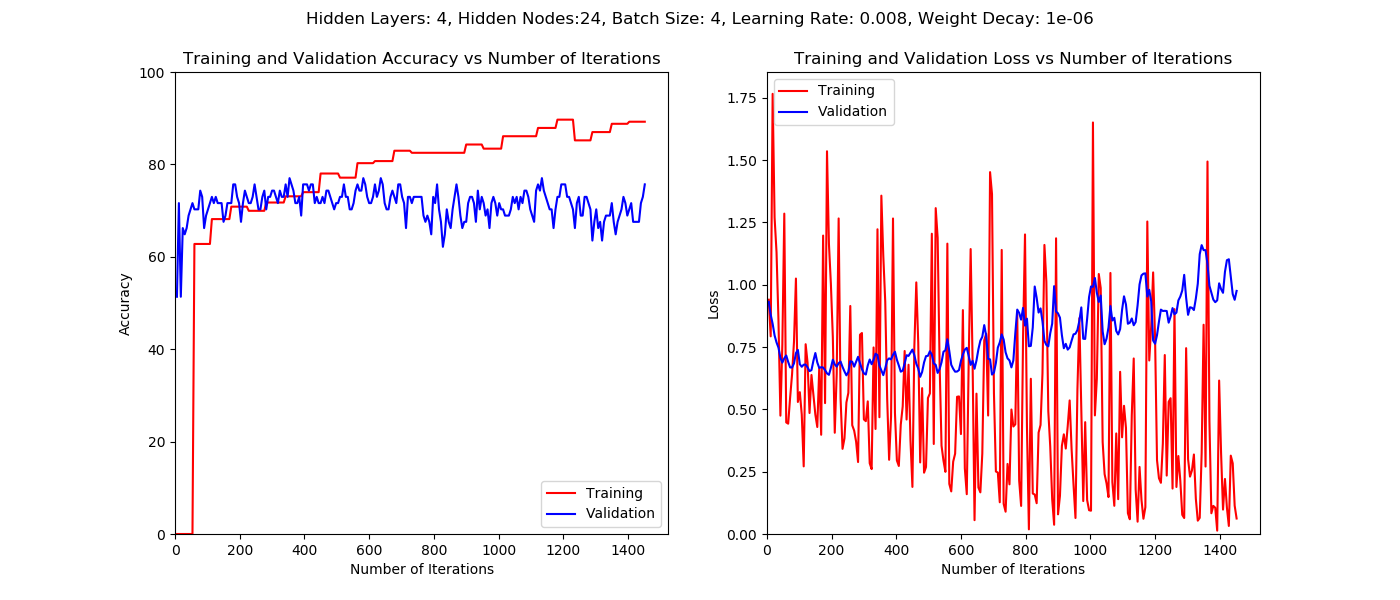 Hidden Layers: 4, Hidden Nodes:24, Batch Size: 4, Learning Rate: 0.008, Weight Decay: 1e-06
Training and Validation Accuracy vs Number of Iterations
100
80
60
40
20
0
Accuracy
0 200 400 600 800 1000 1200 1400
Number of Iterations
Training
Validation
Training and Validation Loss vs Number of Iterations
Training
Validation
1.75
1.50
1.25
1.00
0.75
0.50
0.25
0.00
Loss
0 200 400 600 800 1000 1200 1400
Number of Iterations